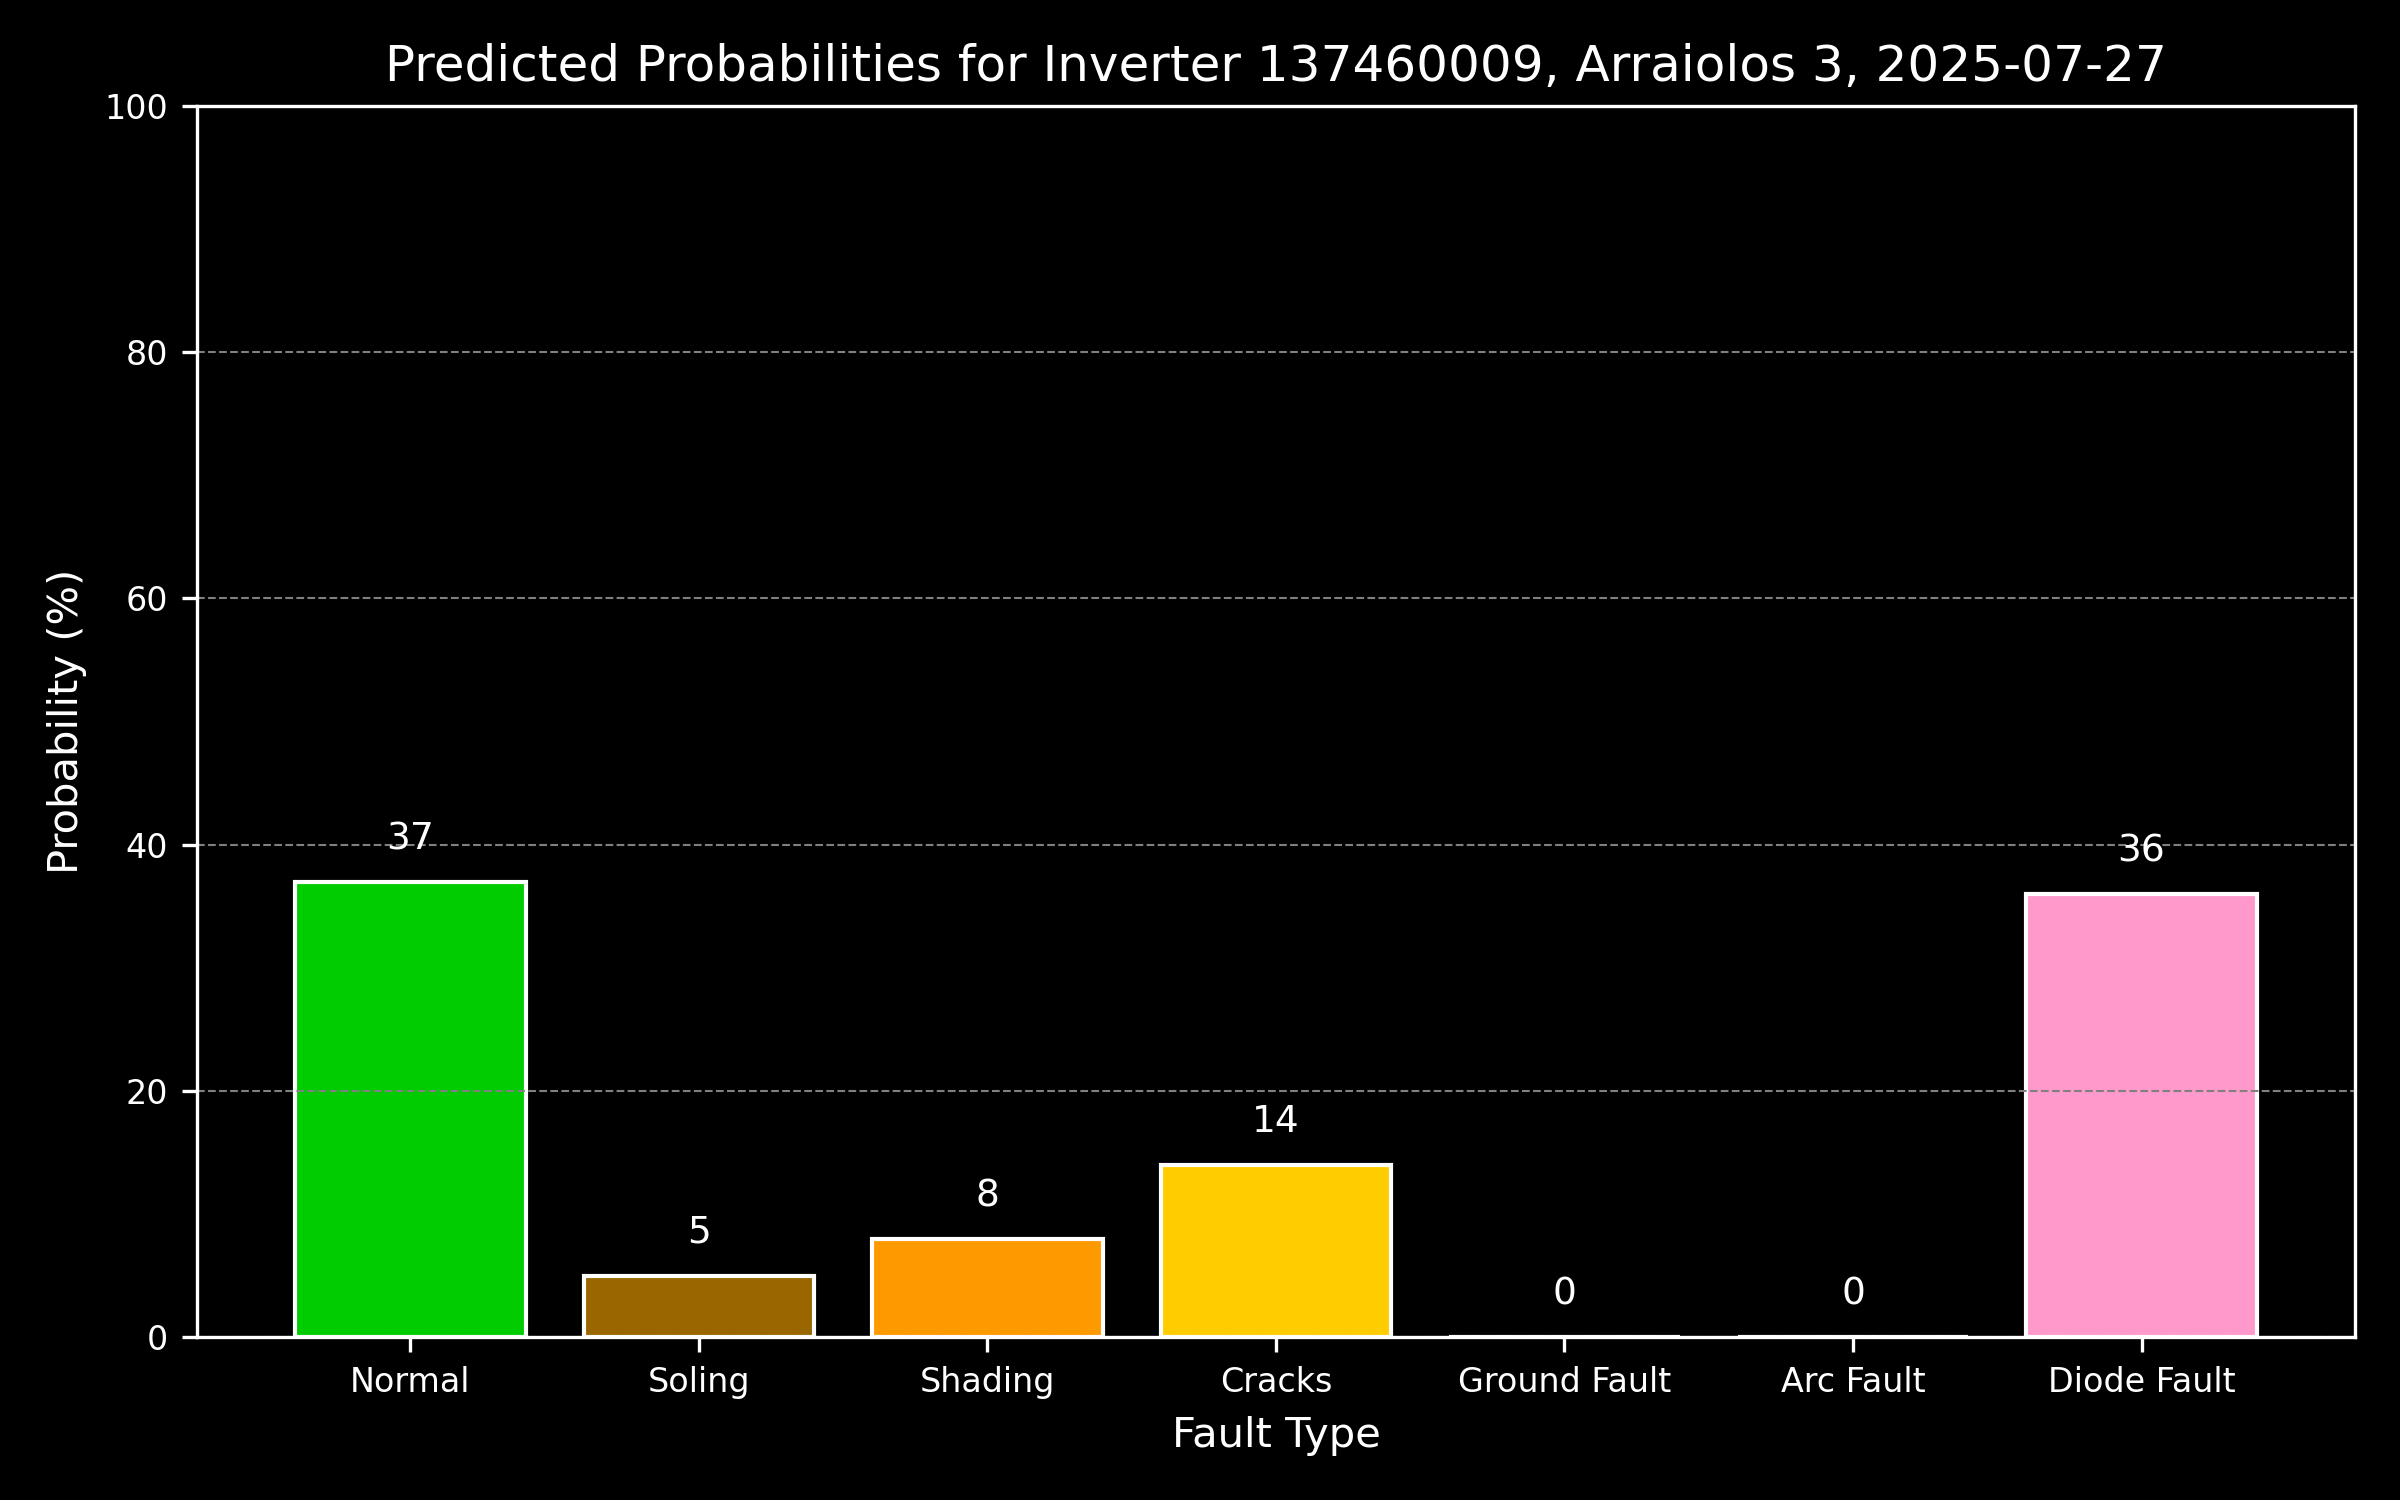 Predicted Probabilities for Inverter 137460009, Arraiolos 3, 2025-07-27
Probability (%)
100
80
60
40
20
0
37
5
8
14
0
0
36
Normal
Soling
Shading
Cracks
Ground Fault
Arc Fault
Diode Fault
Fault Type